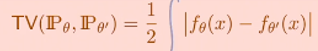 TV(ℙ_θ, ℙ_θ′) = 1/2 ∫ |f_θ(x) − f_θ′(x)|